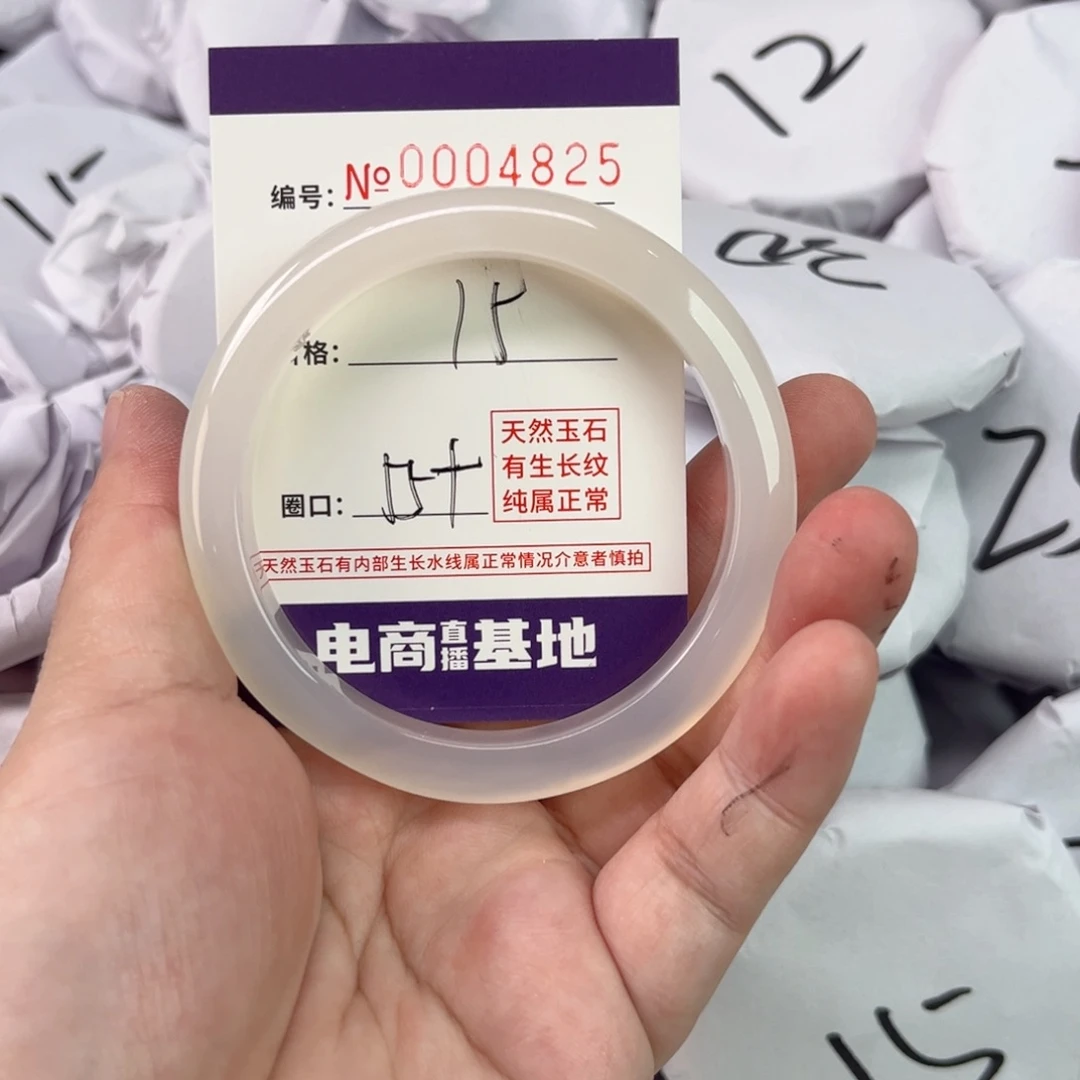 编号: №0004825
格: 15
圈口: 57+
天然玉石
有生长纹
纯属正常
天然玉石有内部生长水线属正常情况介意者慎拍
电商直播基地
12
20
15